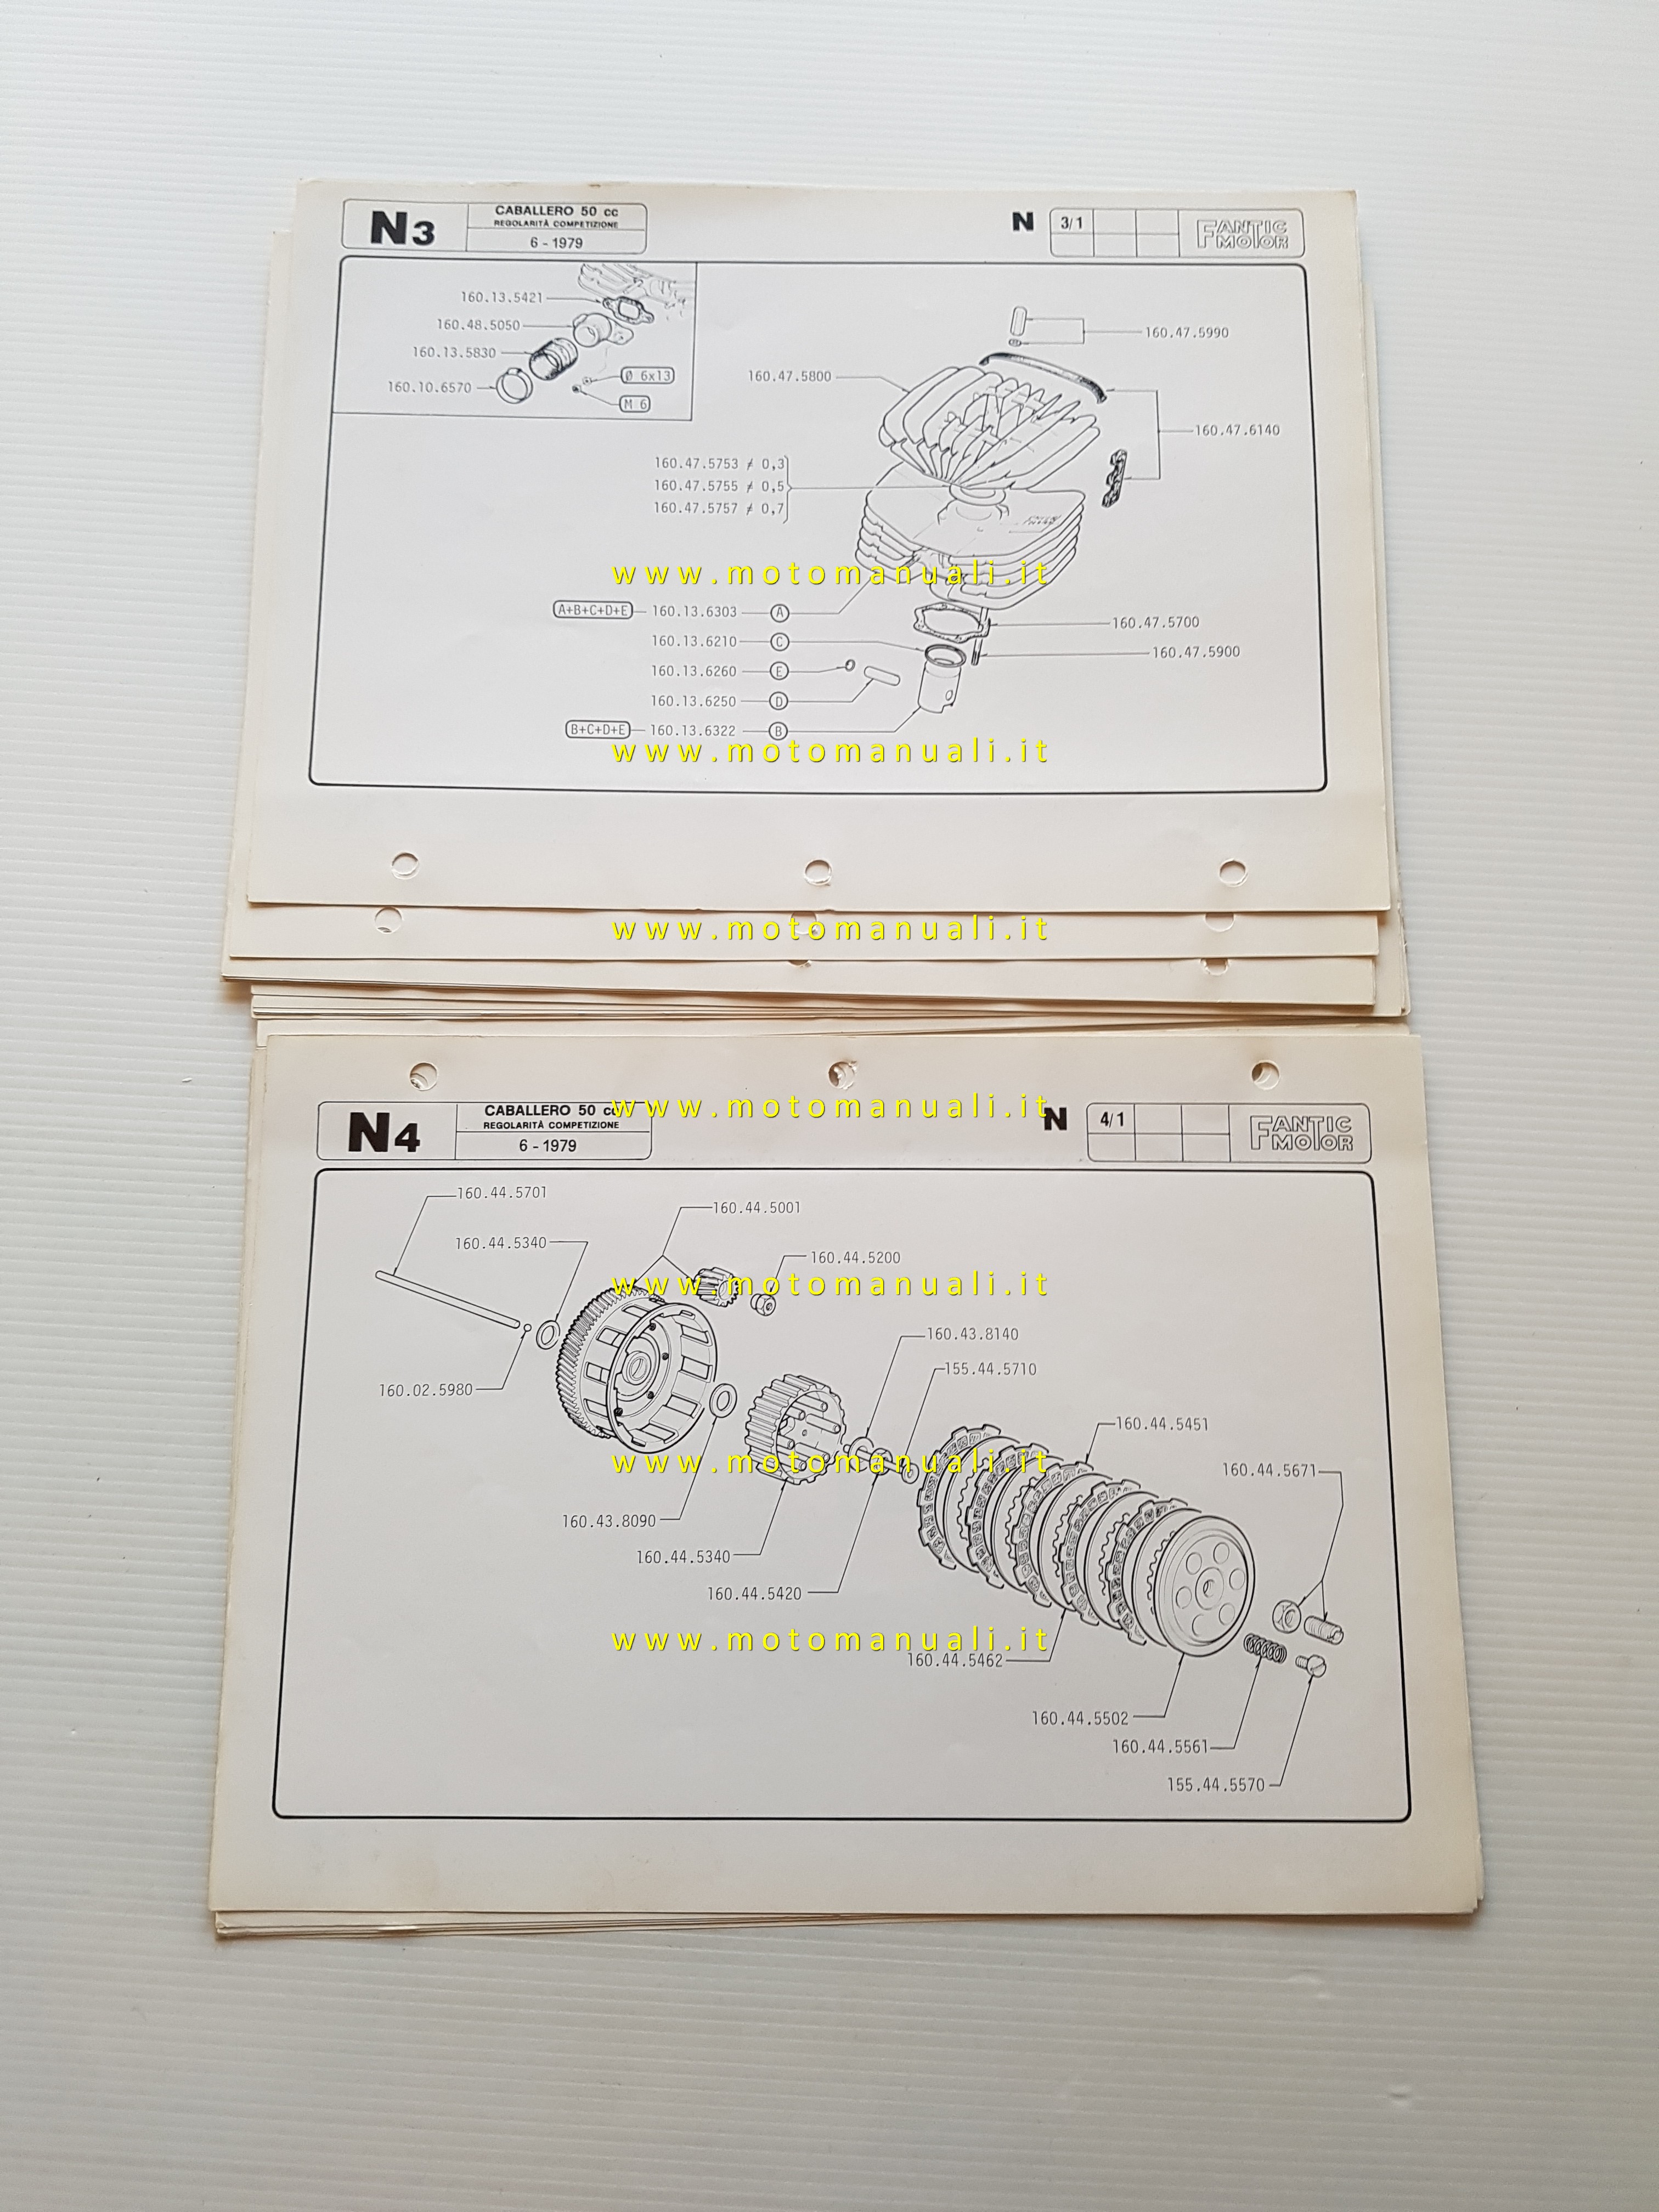 N3
CABALLERO 50 cc
REGOLARITÀ COMPETIZIONE
6 - 1979
N
3/1
FANTIC
MOTOR
160.13.5421
160.48.5050
160.13.5830
160.10.6570
Ø 6x13
M 6
160.47.5990
160.47.5800
160.47.6140
160.47.5753 ≠ 0,3
160.47.5755 ≠ 0,5
160.47.5757 ≠ 0,7
www.motomanuali.it
A+B+C+D+E 160.13.6303 A
160.47.5700
160.13.6210 C
160.47.5900
160.13.6260 E
160.13.6250 D
B+C+D+E 160.13.6322 B
www.motomanuali.it
www.motomanuali.it
www.motomanuali.it
N4
CABALLERO 50 cc
REGOLARITÀ COMPETIZIONE
6 - 1979
N
4/1
FANTIC
MOTOR
160.44.5701
160.44.5001
160.44.5340
160.44.5200
www.motomanuali.it
160.43.8140
155.44.5710
160.02.5980
160.44.5451
www.motomanuali.it
160.44.5671
160.43.8090
160.44.5340
160.44.5420
www.motomanuali.it
160.44.5462
160.44.5502
160.44.5561
155.44.5570